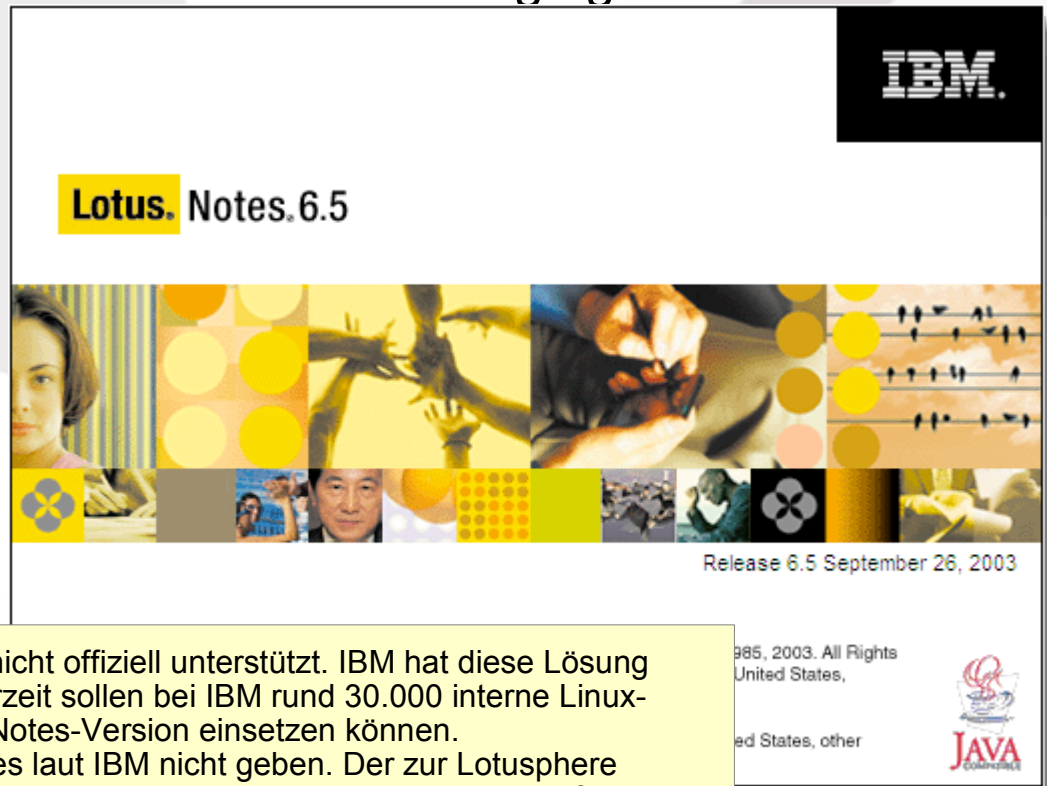 IBM.
Lotus. Notes. 6.5
Release 6.5 September 26, 2003
nicht offiziell unterstützt. IBM hat diese Lösung
rzeit sollen bei IBM rund 30.000 interne Linux-
Notes-Version einsetzen können.
es laut IBM nicht geben. Der zur Lotusphere
985, 2003. All Rights
United States,
ed States, other
JAVA
COMPATIBLE